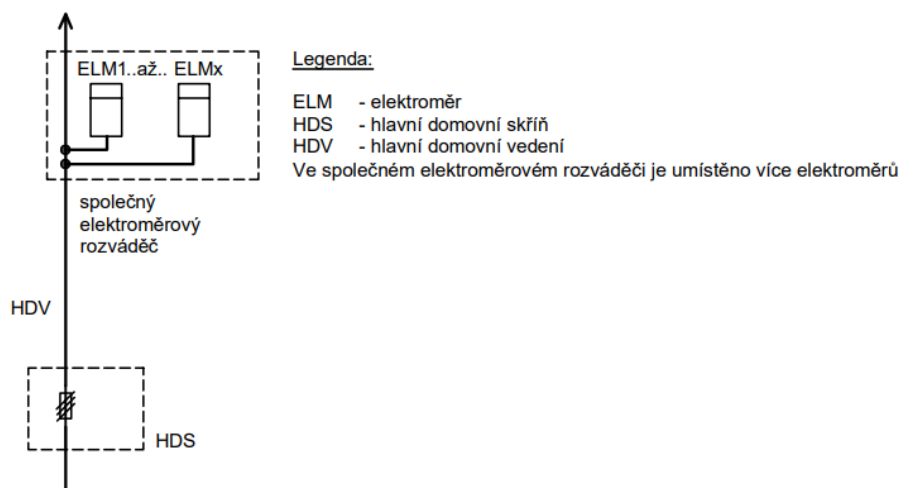 ELM1..až.. ELMx
společný
elektroměrový
rozváděč
HDV
HDS
Legenda:
ELM - elektroměr
HDS - hlavní domovní skříň
HDV - hlavní domovní vedení
Ve společném elektroměrovém rozváděči je umístěno více elektroměrů